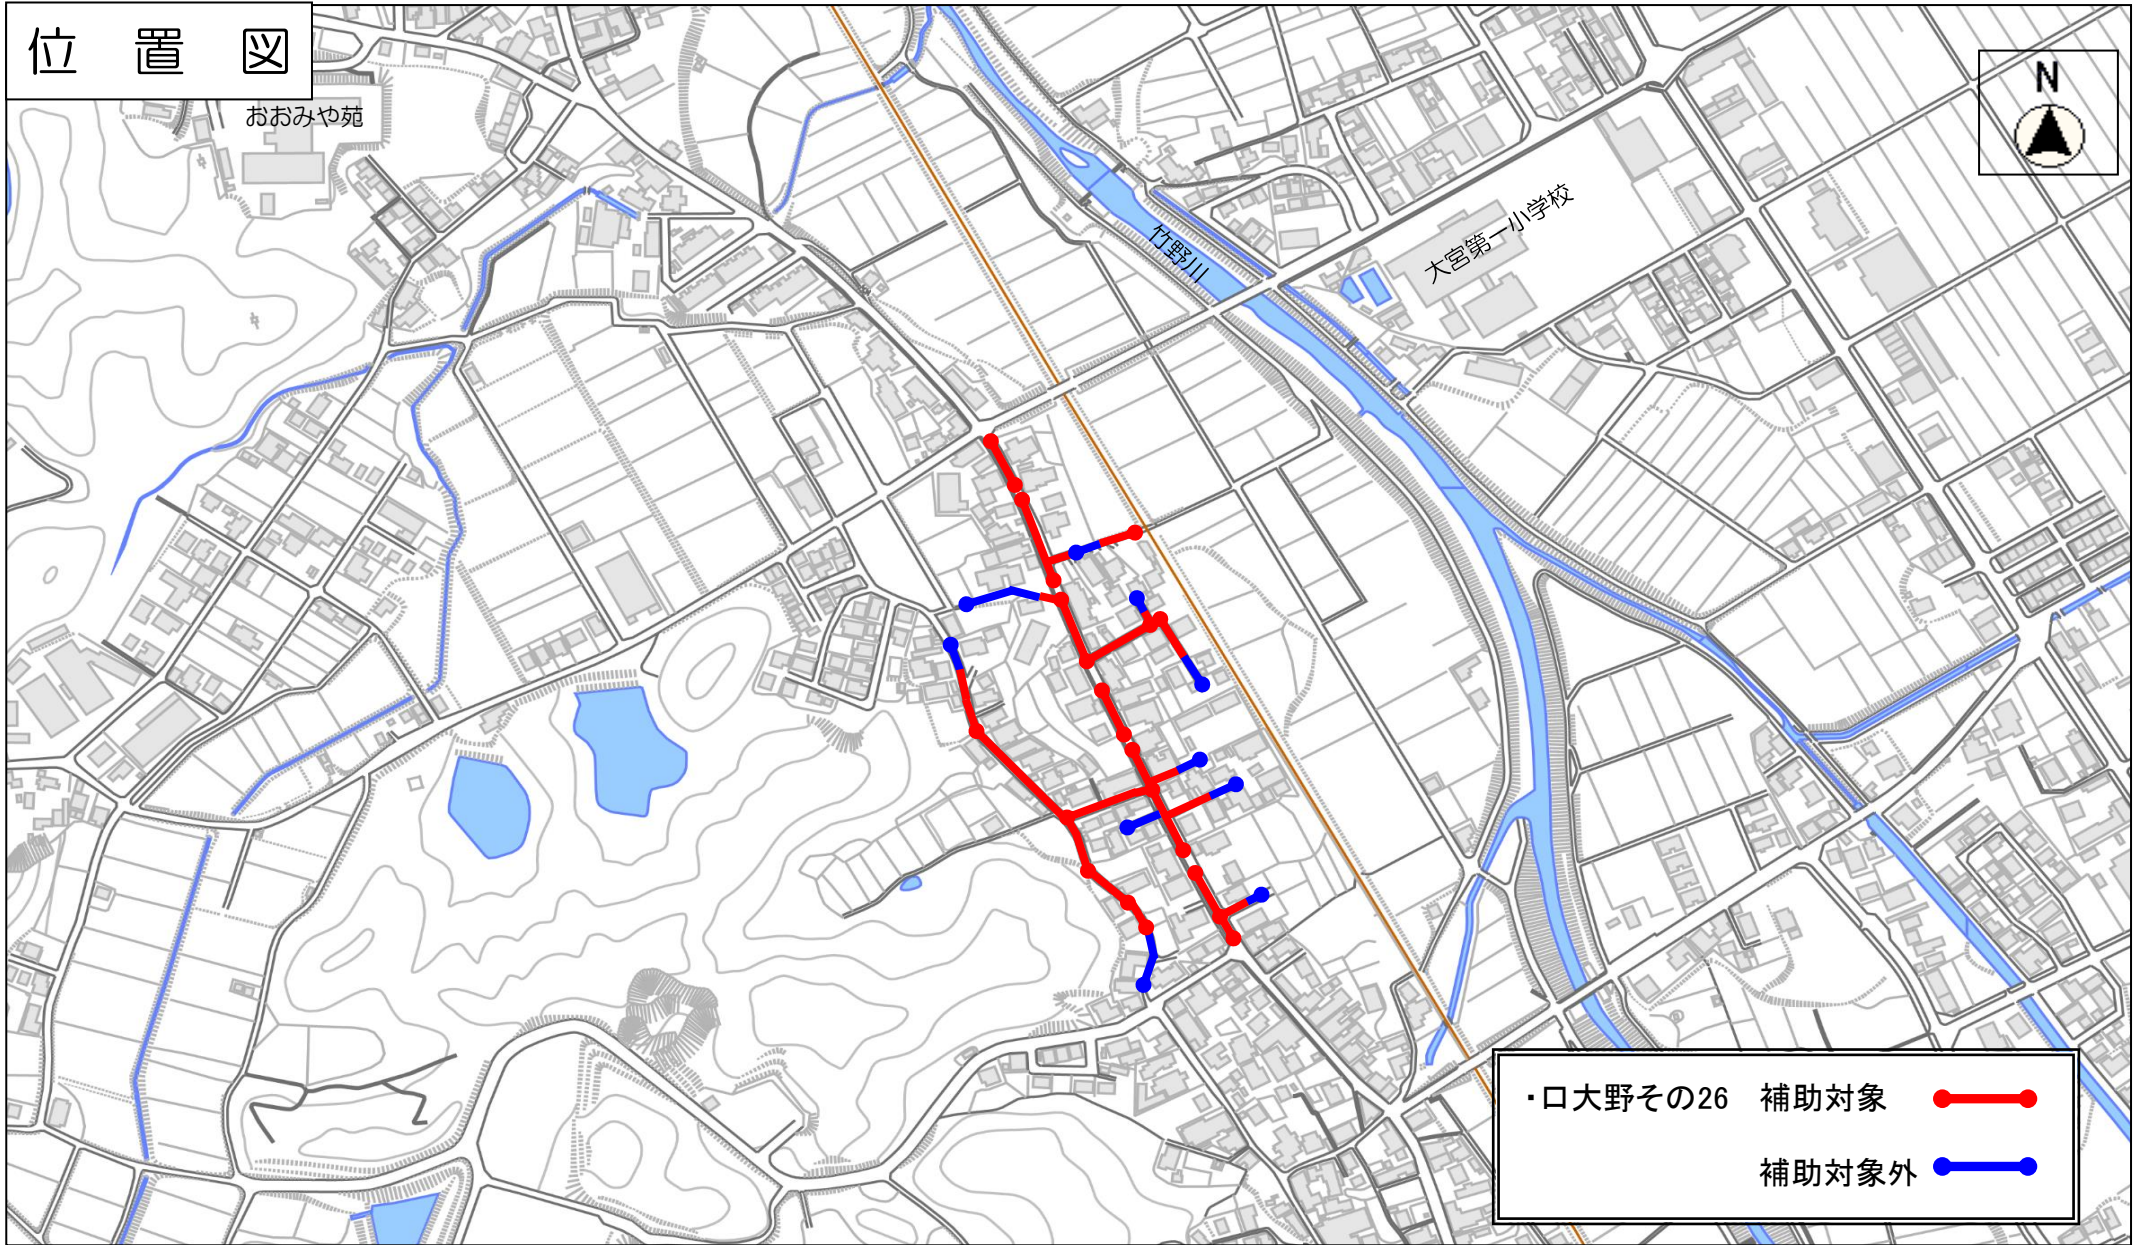 位 置 図
おおみや苑
N
竹野川
大宮第一小学校
・口大野その26 補助対象
補助対象外